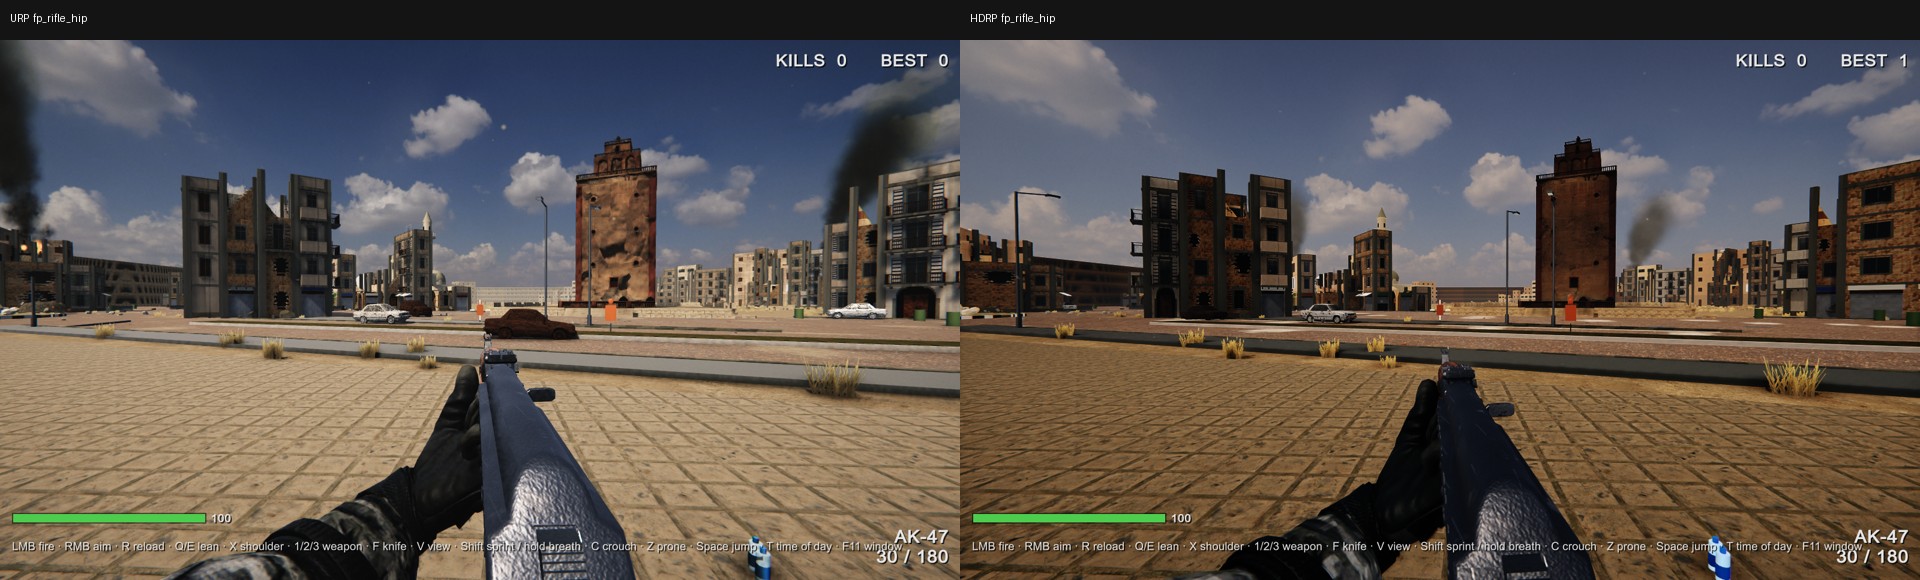 URP fp_rifle_hip
HDRP fp_rifle_hip
KILLS 0 BEST 0
KILLS 0 BEST 1
100
100
AK-47
LMB fire · RMB aim · R reload · Q/E lean · X shoulder · 1/2/3 weapon · F knife · V view · Shift sprint / hold breath · C crouch · Z prone · Space jump · T time of day · F11 window
30 / 180
AK-47
LMB fire · RMB aim · R reload · Q/E lean · X shoulder · 1/2/3 weapon · F knife · V view · Shift sprint / hold breath · C crouch · Z prone · Space jump · T time of day · F11 window
30 / 180